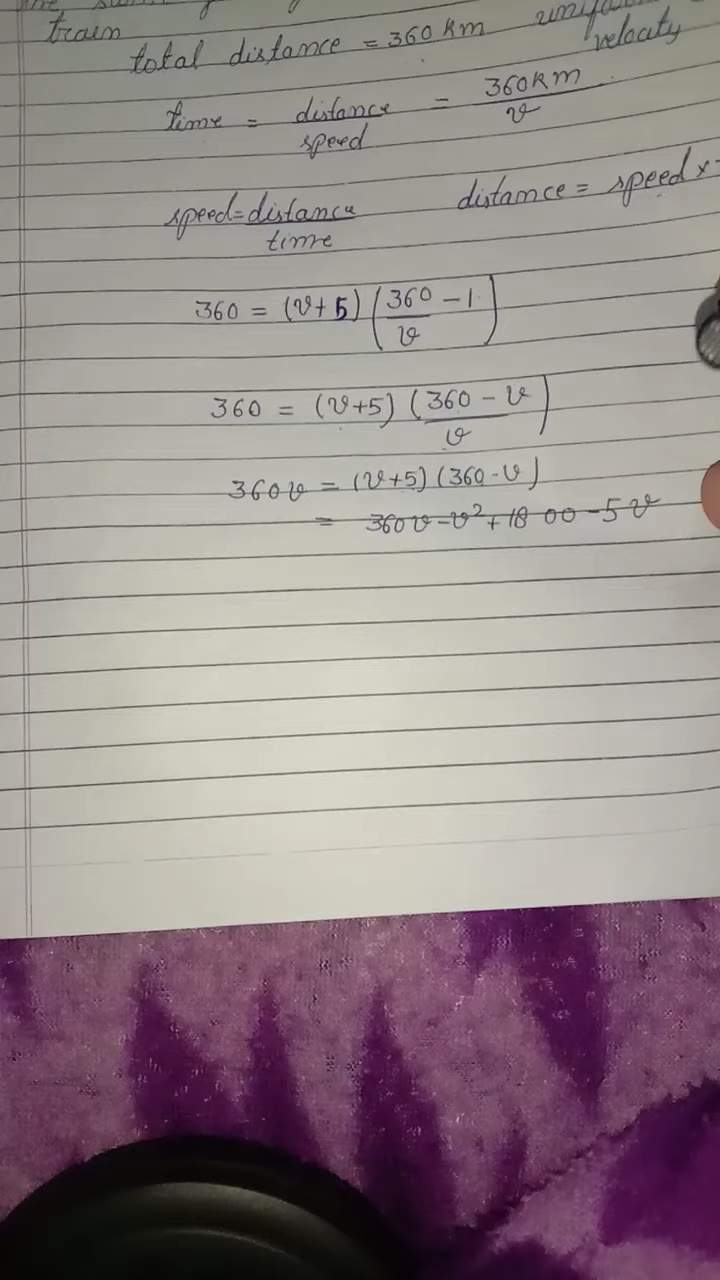 train
total distance = 360 km velocity
time = distance/speed = 360km/v
speed = distance/time distance = speed ×
360 = (v+5) (360/v - 1)
360 = (v+5) (360 - v/v)
360v = (v+5) (360-v)
= 360v-v²+1800-5v